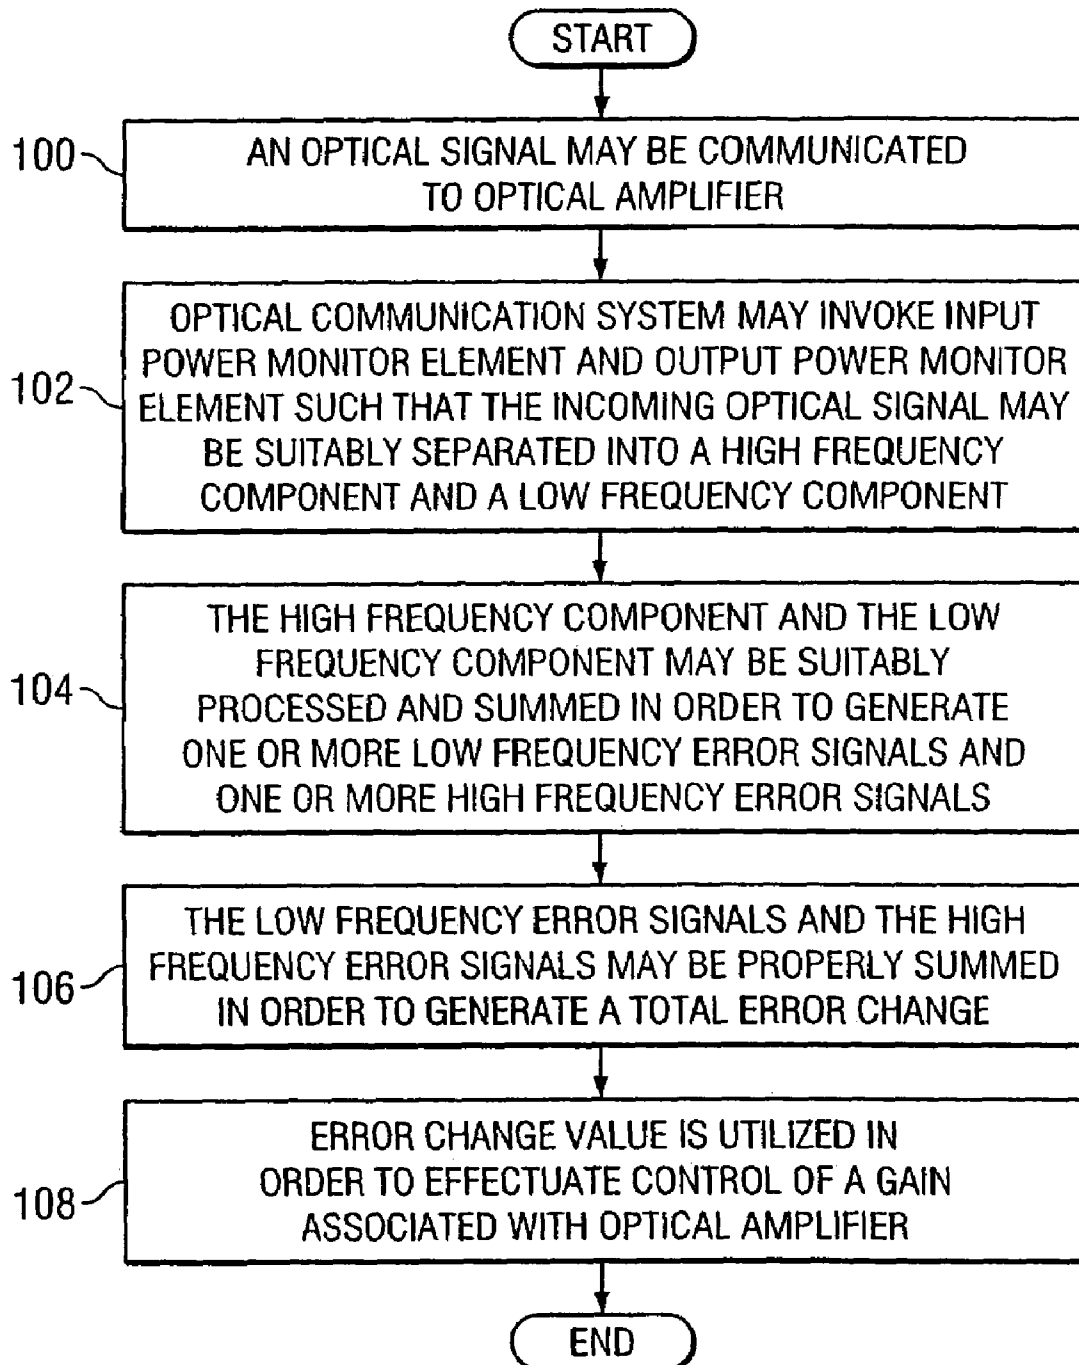 START
100
AN OPTICAL SIGNAL MAY BE COMMUNICATED
TO OPTICAL AMPLIFIER
OPTICAL COMMUNICATION SYSTEM MAY INVOKE INPUT
POWER MONITOR ELEMENT AND OUTPUT POWER MONITOR
102
ELEMENT SUCH THAT THE INCOMING OPTICAL SIGNAL MAY
BE SUITABLY SEPARATED INTO A HIGH FREQUENCY
COMPONENT AND A LOW FREQUENCY COMPONENT
THE HIGH FREQUENCY COMPONENT AND THE LOW
FREQUENCY COMPONENT MAY BE SUITABLY
104
PROCESSED AND SUMMED IN ORDER TO GENERATE
ONE OR MORE LOW FREQUENCY ERROR SIGNALS AND
ONE OR MORE HIGH FREQUENCY ERROR SIGNALS
THE LOW FREQUENCY ERROR SIGNALS AND THE HIGH
106
FREQUENCY ERROR SIGNALS MAY BE PROPERLY SUMMED
IN ORDER TO GENERATE A TOTAL ERROR CHANGE
ERROR CHANGE VALUE IS UTILIZED IN
108
ORDER TO EFFECTUATE CONTROL OF A GAIN
ASSOCIATED WITH OPTICAL AMPLIFIER
END